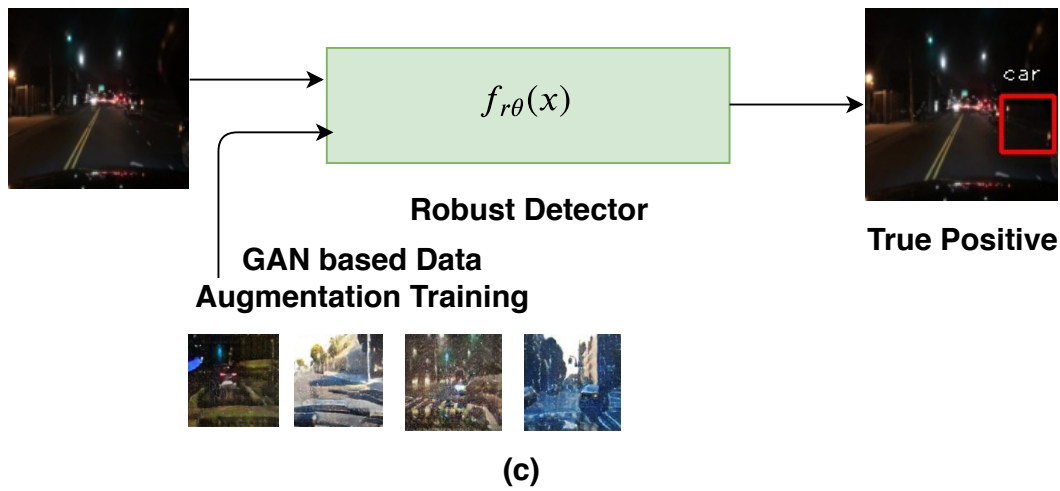 car
f_{rθ}(x)
Robust Detector
True Positive
GAN based Data
Augmentation Training
(c)